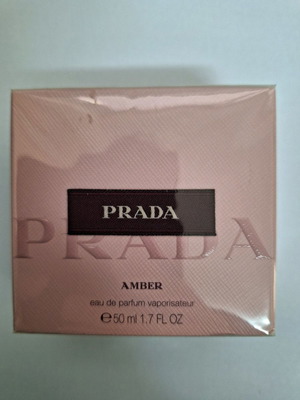 PRADA
PRADA
AMBER
eau de parfum vaporisateur
℮50 ml 1.7 FL OZ